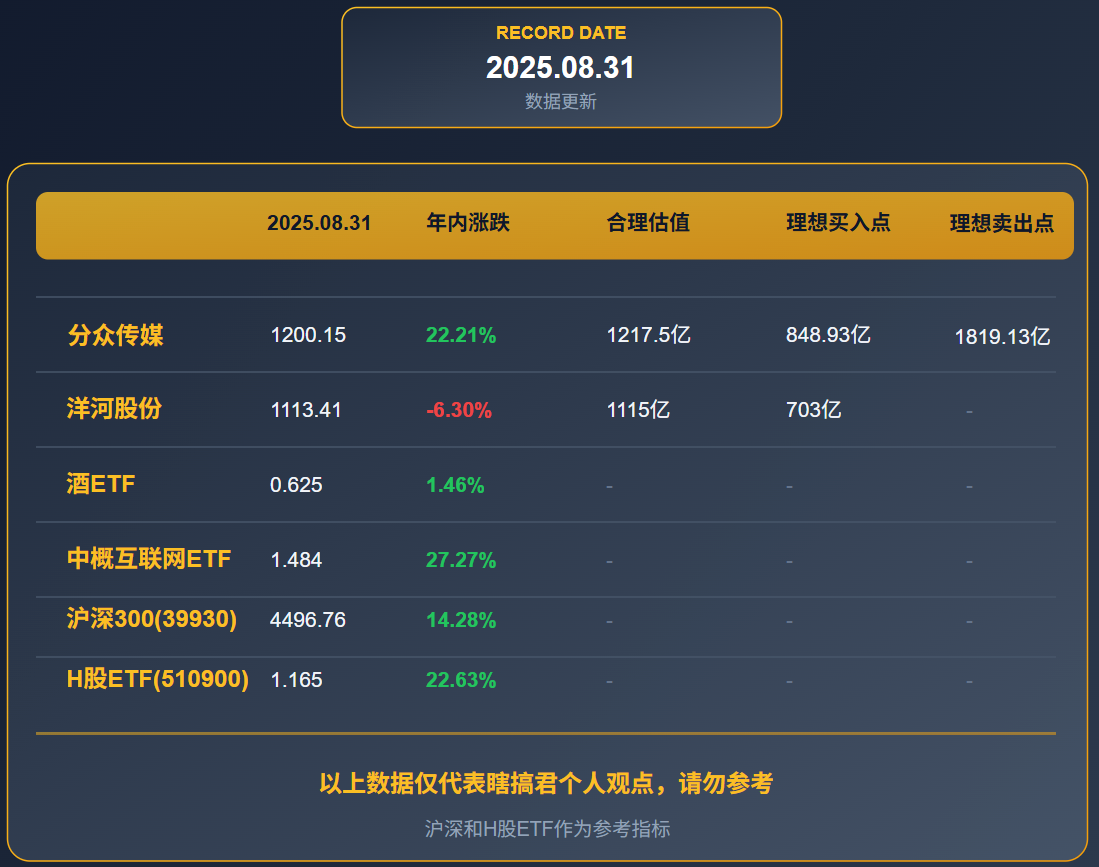 RECORD DATE
2025.08.31
数据更新
2025.08.31 年内涨跌 合理估值 理想买入点 理想卖出点
分众传媒 1200.15 22.21% 1217.5亿 848.93亿 1819.13亿
洋河股份 1113.41 -6.30% 1115亿 703亿 -
酒ETF 0.625 1.46% - - -
中概互联网ETF 1.484 27.27% - - -
沪深300(39930) 4496.76 14.28% - - -
H股ETF(510900) 1.165 22.63% - - -
以上数据仅代表瞎搞君个人观点，请勿参考
沪深和H股ETF作为参考指标